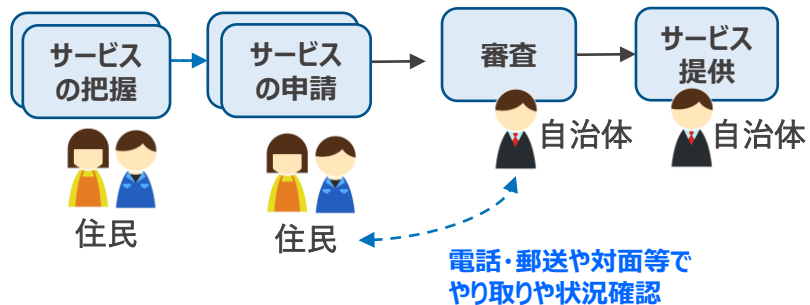 サービス
の把握
サービス
の申請
審査
サービス
提供
住民
住民
自治体
自治体
電話・郵送や対面等で
やり取りや状況確認